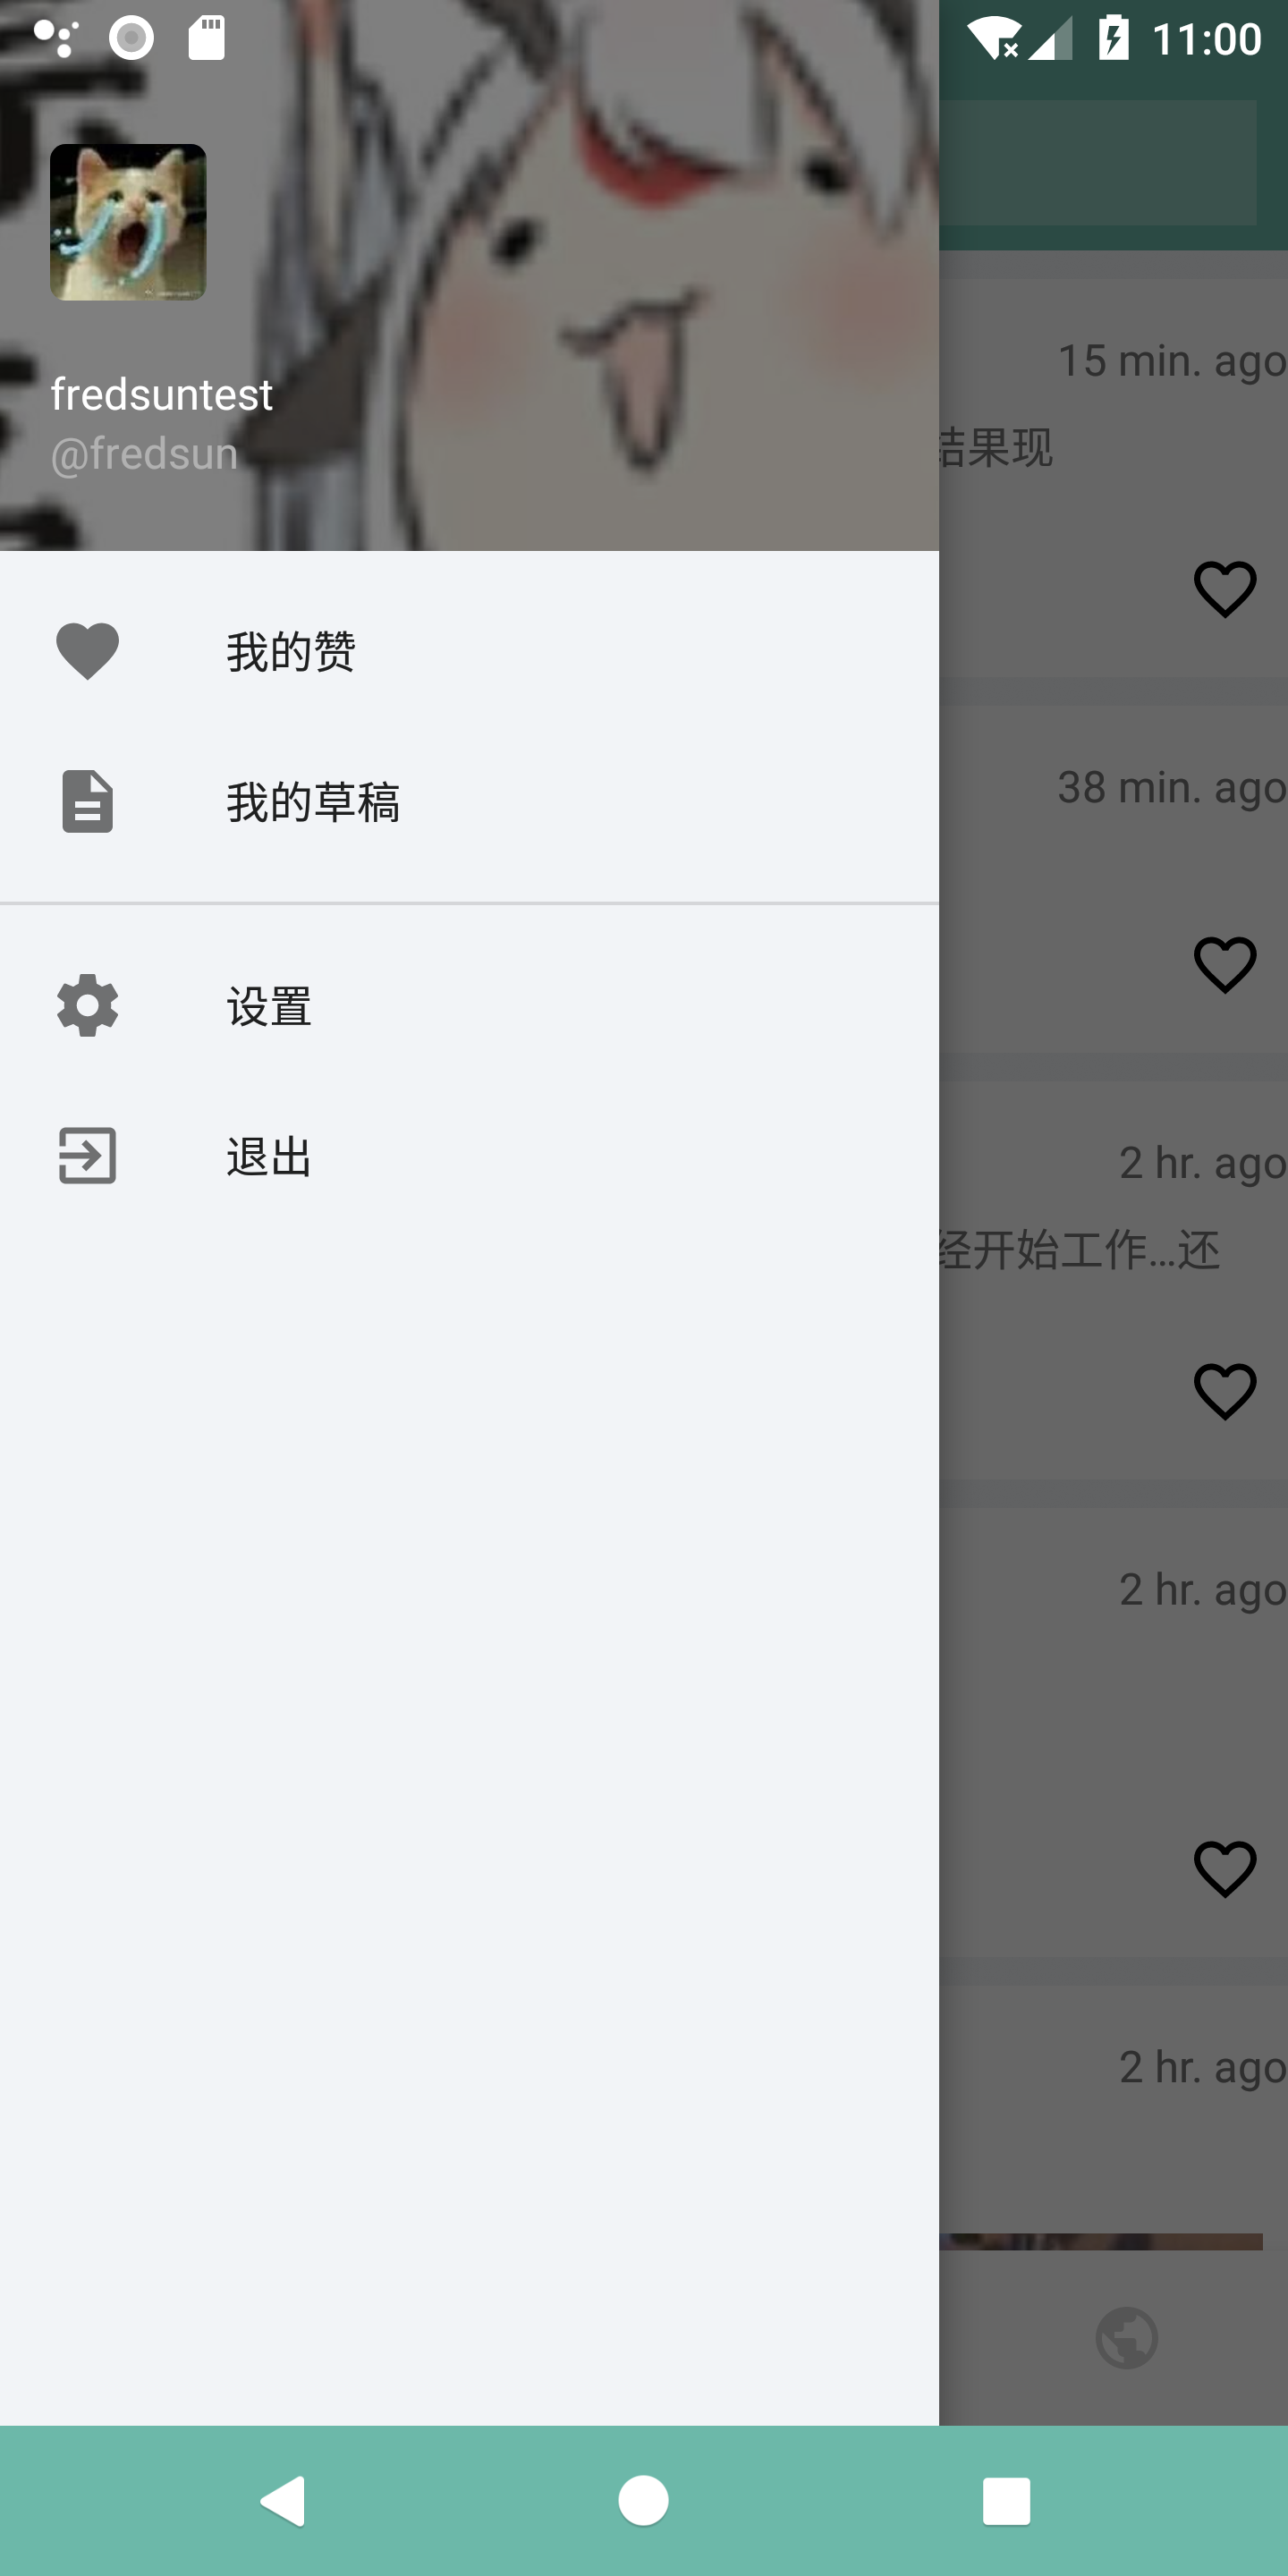 11:00
fredsuntest
@fredsun
我的赞
我的草稿
设置
退出
15 min. ago
结果现
38 min. ago
2 hr. ago
经开始工作...还
2 hr. ago
2 hr. ago